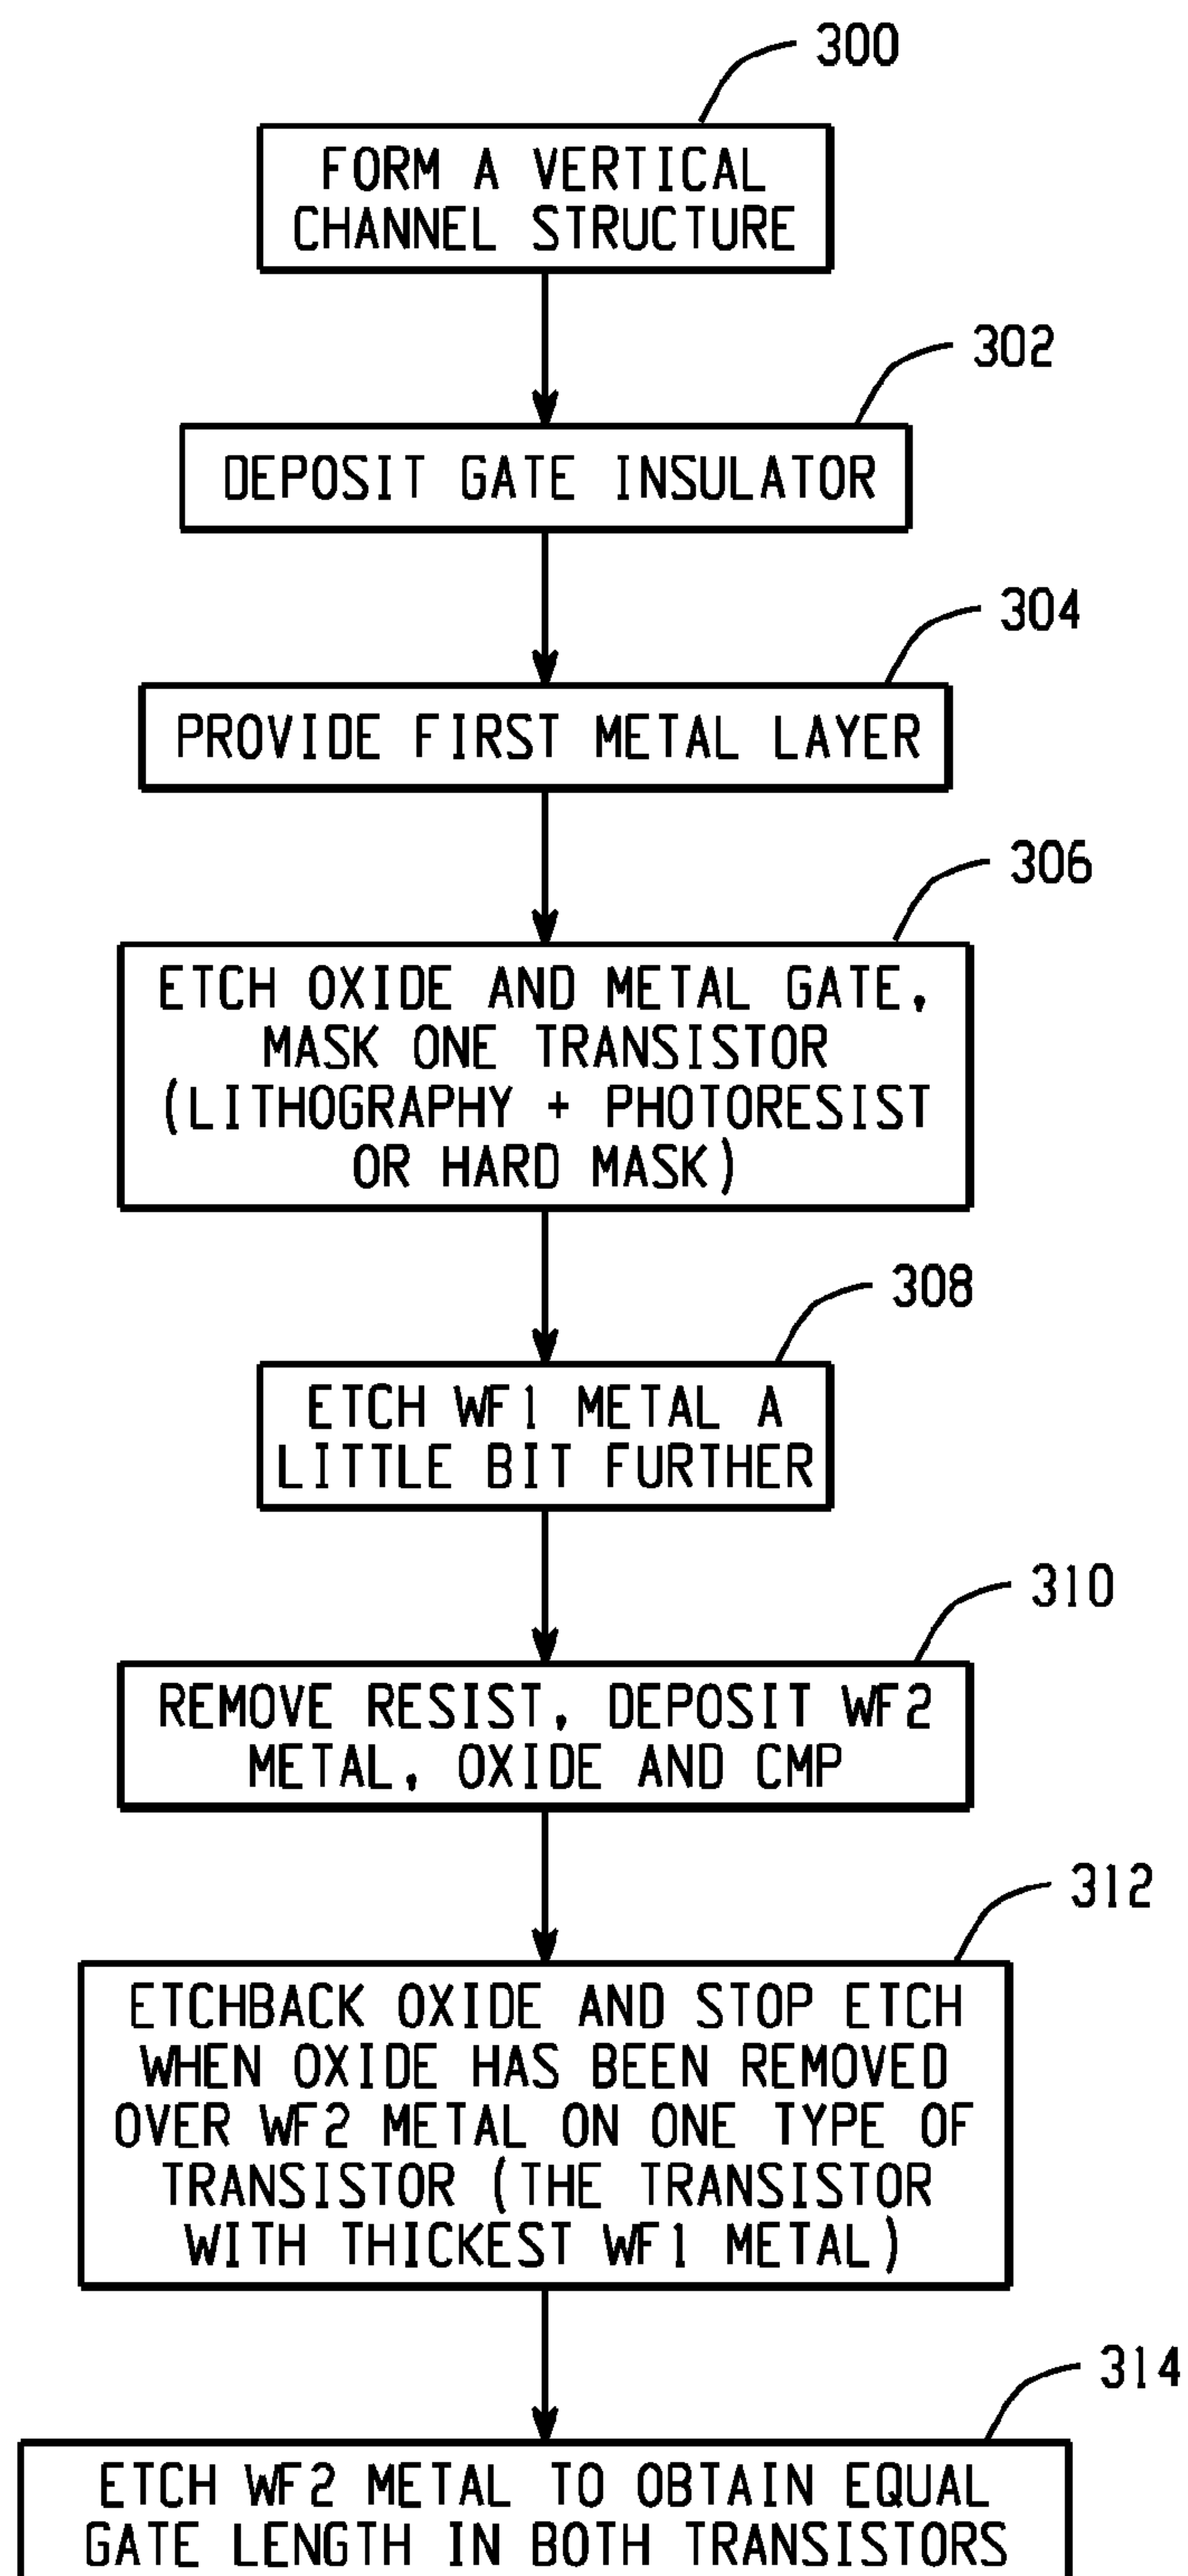 300
FORM A VERTICAL
CHANNEL STRUCTURE
302
DEPOSIT GATE INSULATOR
304
PROVIDE FIRST METAL LAYER
306
ETCH OXIDE AND METAL GATE,
MASK ONE TRANSISTOR
(LITHOGRAPHY + PHOTORESIST
OR HARD MASK)
308
ETCH WF1 METAL A
LITTLE BIT FURTHER
310
REMOVE RESIST, DEPOSIT WF2
METAL, OXIDE AND CMP
312
ETCHBACK OXIDE AND STOP ETCH
WHEN OXIDE HAS BEEN REMOVED
OVER WF2 METAL ON ONE TYPE OF
TRANSISTOR (THE TRANSISTOR
WITH THICKEST WF1 METAL)
314
ETCH WF2 METAL TO OBTAIN EQUAL
GATE LENGTH IN BOTH TRANSISTORS